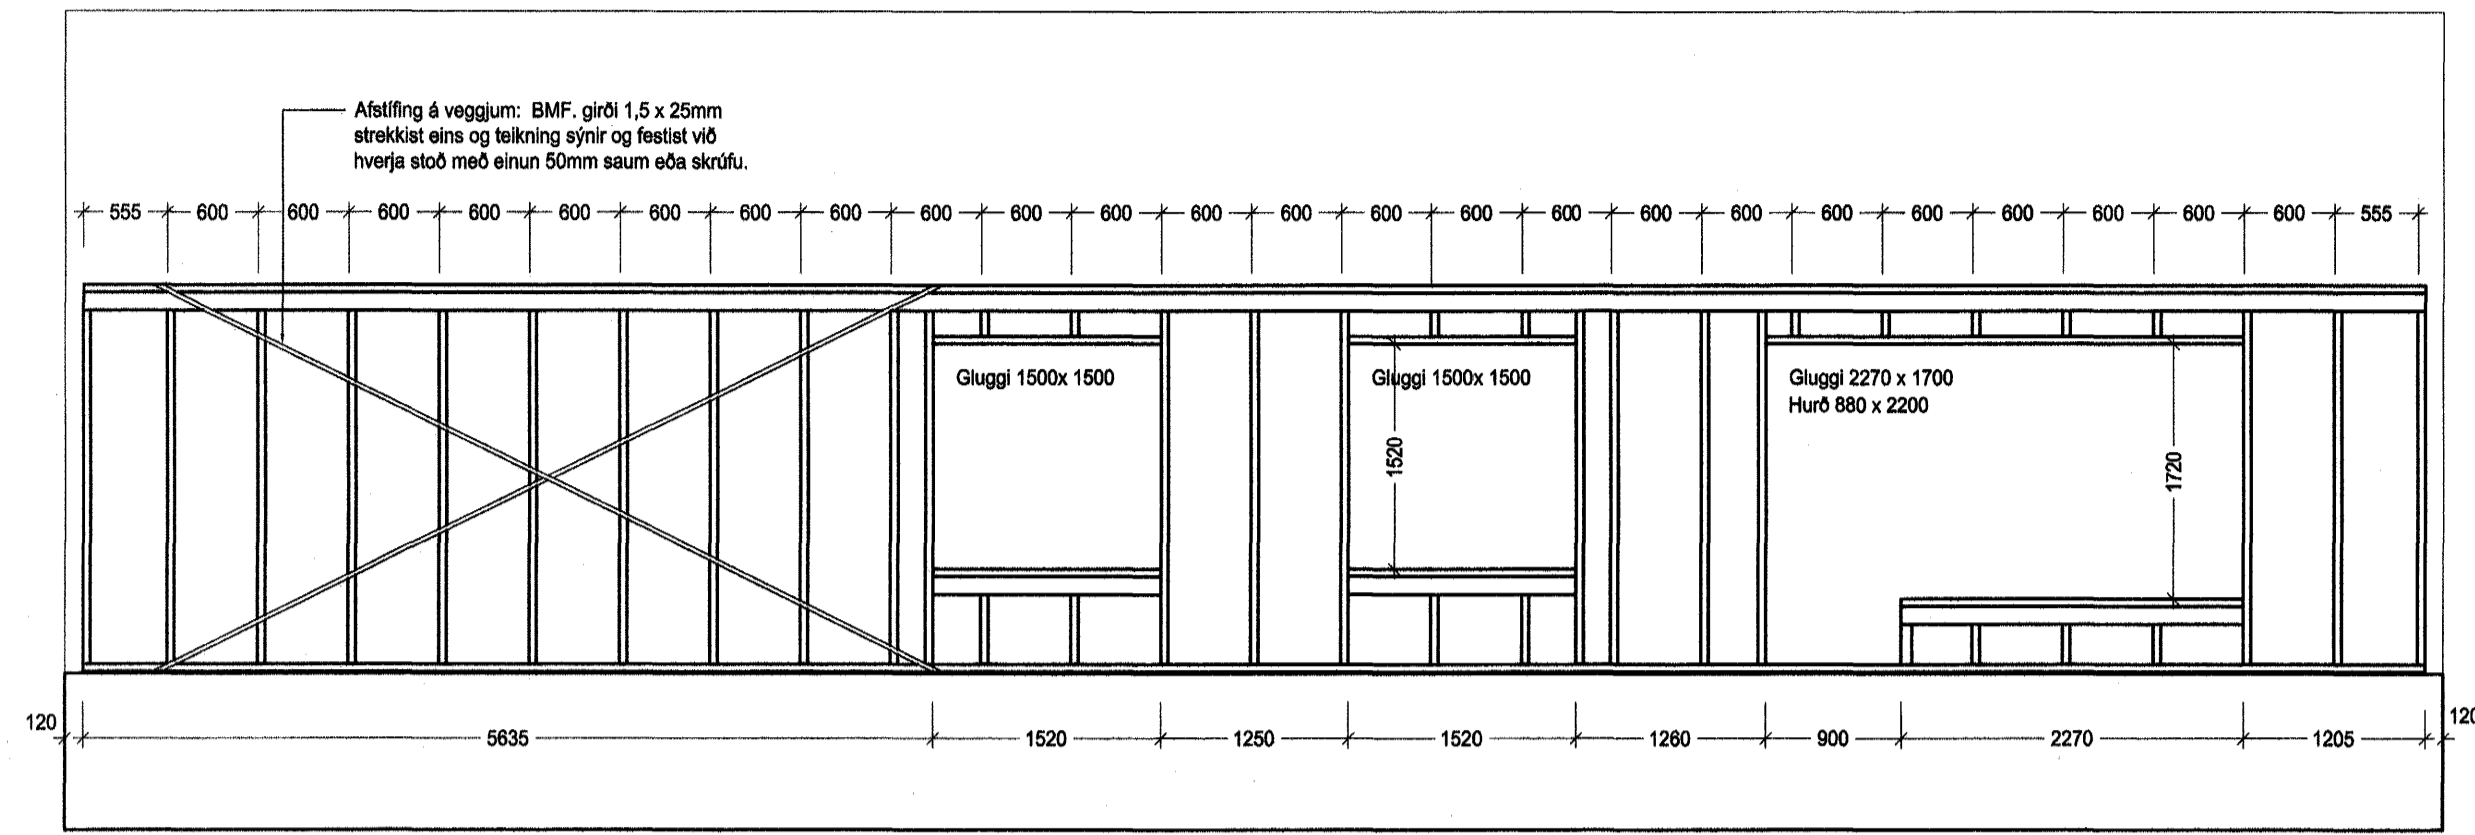 Afstífing á veggjum: BMF. girði 1,5 x 25mm
strekkist eins og teikning sýnir og festist við
hverja stoð með einun 50mm saum eða skrúfu.
555 600 600 600 600 600 600 600 600 600 600 600 600 600 600 600 600 600 600 600 600 600 600 600 600 555
Gluggi 1500x 1500
Gluggi 1500x 1500
Gluggi 2270 x 1700
Hurð 880 x 2200
1520
1720
120 5635 1520 1250 1520 1260 900 2270 1205 120